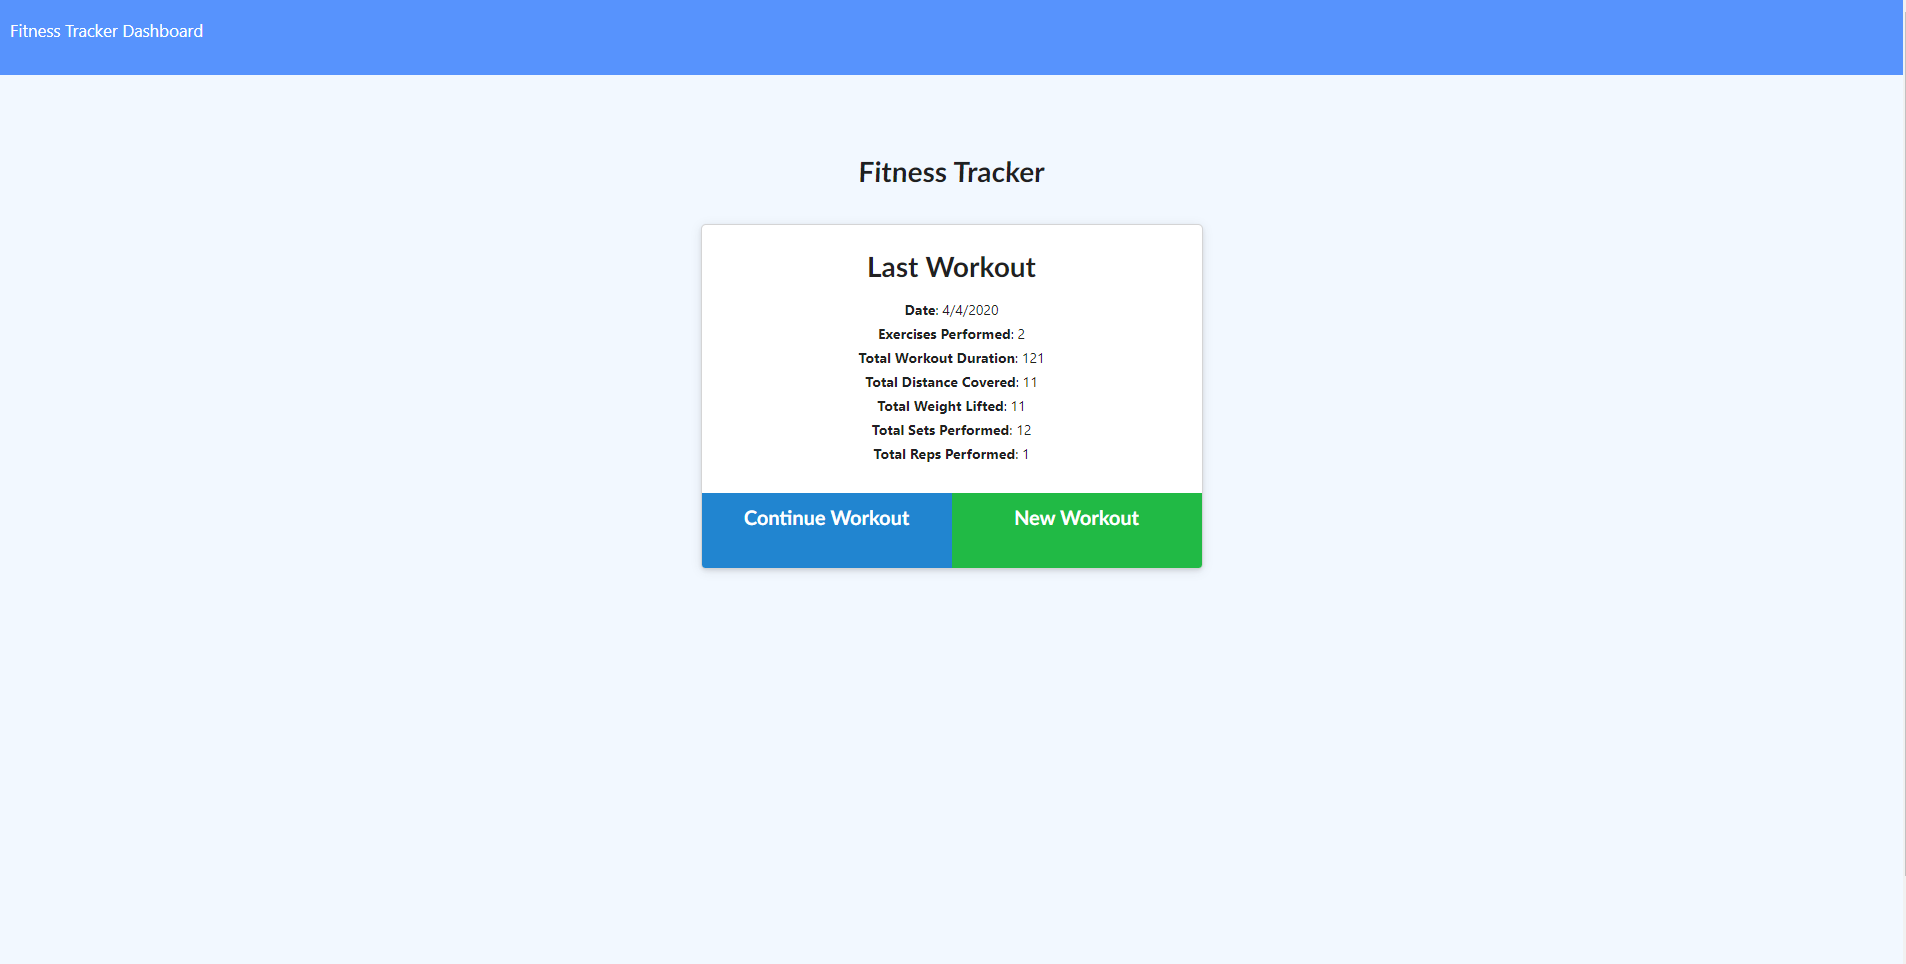 Fitness Tracker Dashboard
Fitness Tracker
Last Workout
Date: 4/4/2020
Exercises Performed: 2
Total Workout Duration: 121
Total Distance Covered: 11
Total Weight Lifted: 11
Total Sets Performed: 12
Total Reps Performed: 1
Continue Workout
New Workout